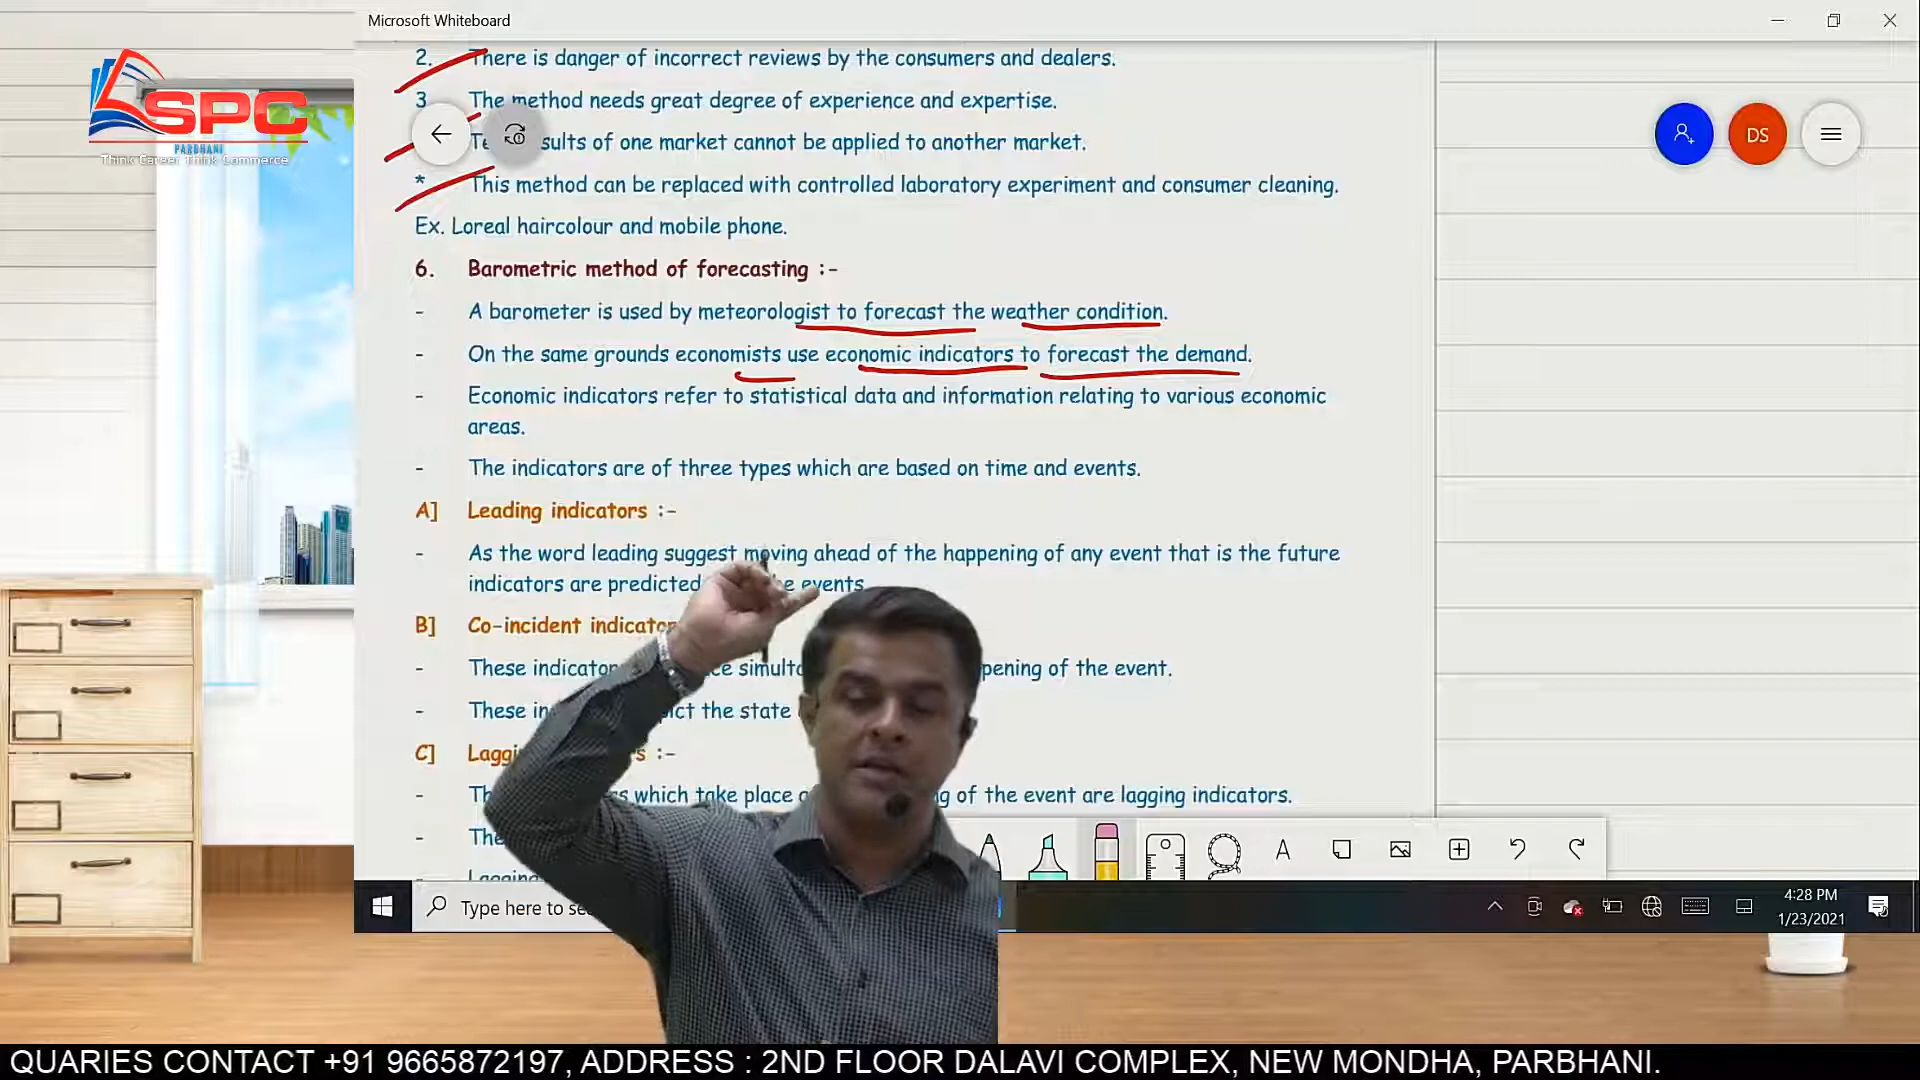 Microsoft Whiteboard
SPC
PARBHANI
Think Career Think Commerce
2. There is danger of incorrect reviews by the consumers and dealers.
3 The method needs great degree of experience and expertise.
of one market cannot be applied to another market.
* This method can be replaced with controlled laboratory experiment and consumer cleaning.
Ex. Loreal haircolour and mobile phone.
6. Barometric method of forecasting :-
- A barometer is used by meteorologist to forecast the weather condition.
- On the same grounds economists use economic indicators to forecast the demand.
- Economic indicators refer to statistical data and information relating to various economic
areas.
- The indicators are of three types which are based on time and events.
A] Leading indicators :-
- As the word leading suggest moving ahead of the happening of any event that is the future
indicators are predicted events
B] Co-incident
- These of the event.
- These the state
C] :-
- which take place of the event are lagging indicators.
-
- Lagging
DS
Type here to
4:28 PM
1/23/2021
QUARIES CONTACT +91 9665872197, ADDRESS : 2ND FLOOR DALAVI COMPLEX, NEW MONDHA, PARBHANI.